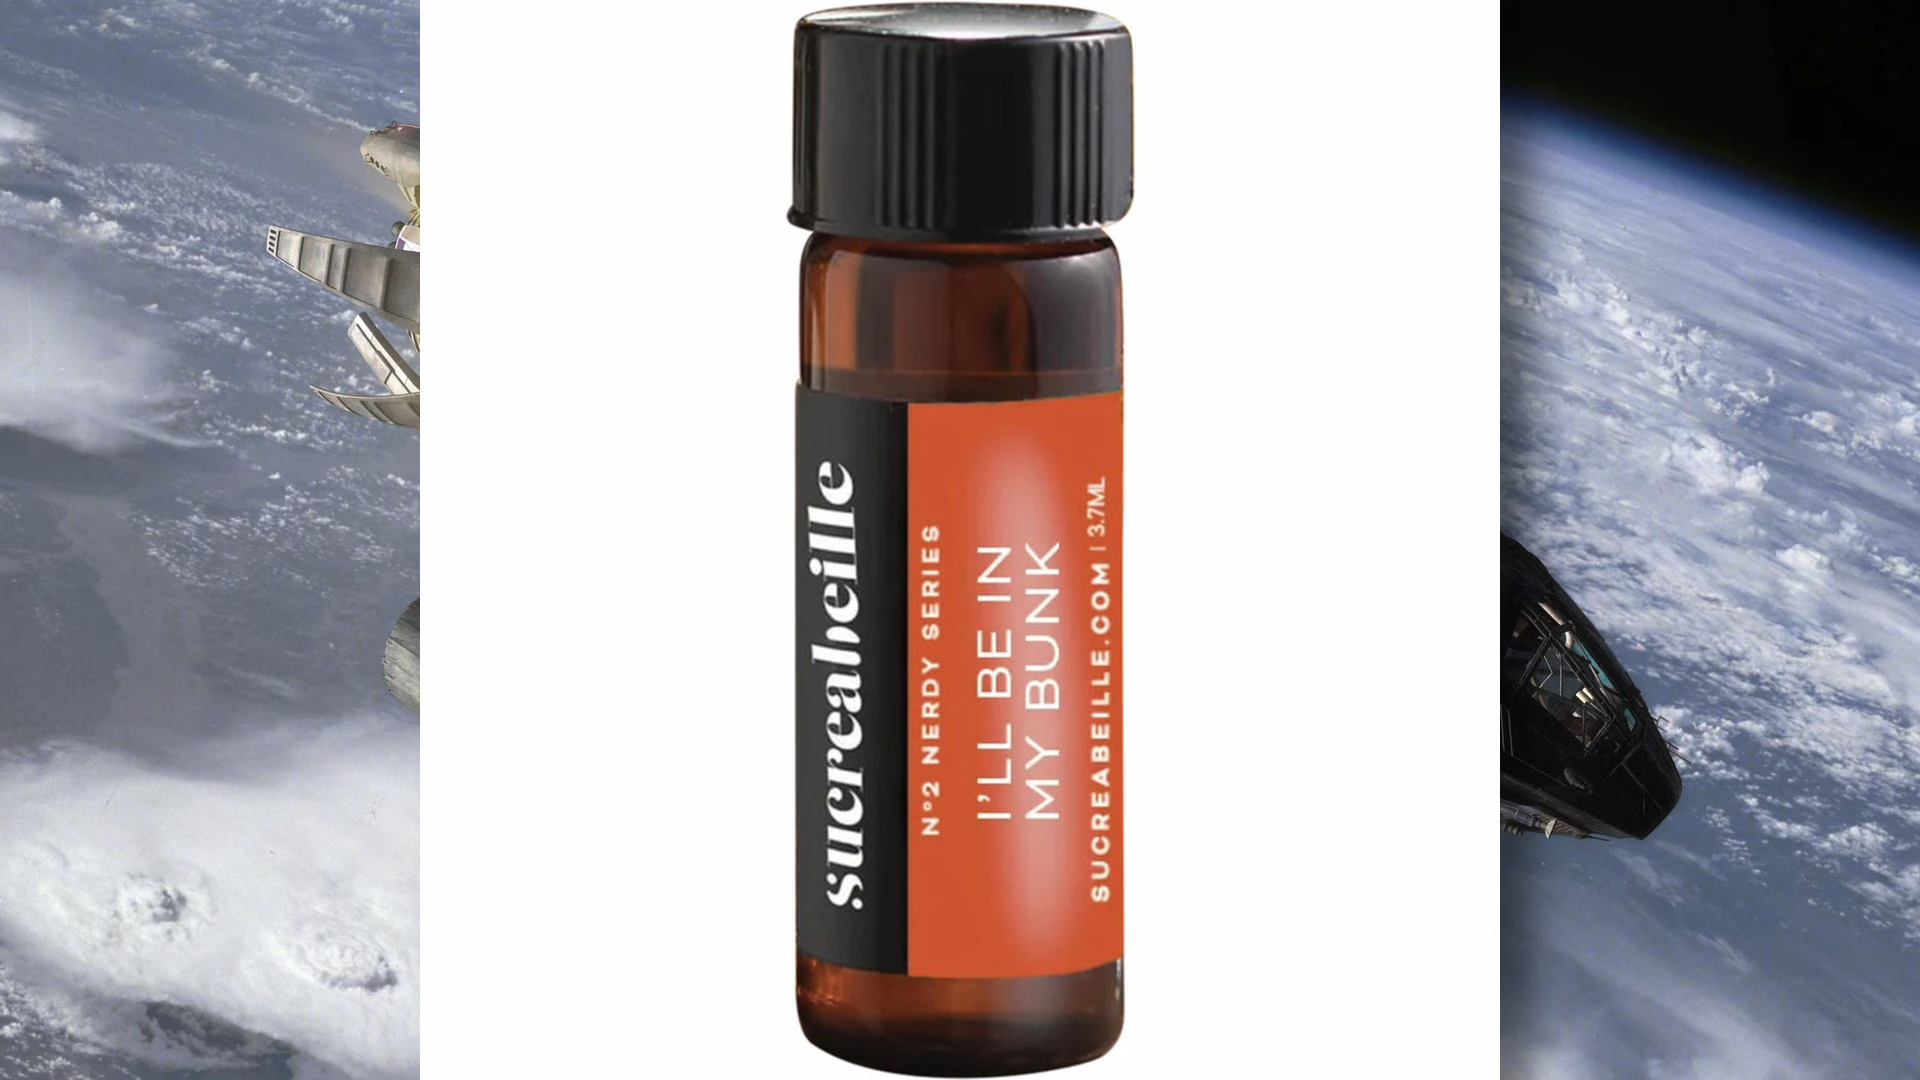 sucreabeille
N°2 NERDY SERIES
I'LL BE IN
MY BUNK
SUCREABEILLE.COM | 3.7ML